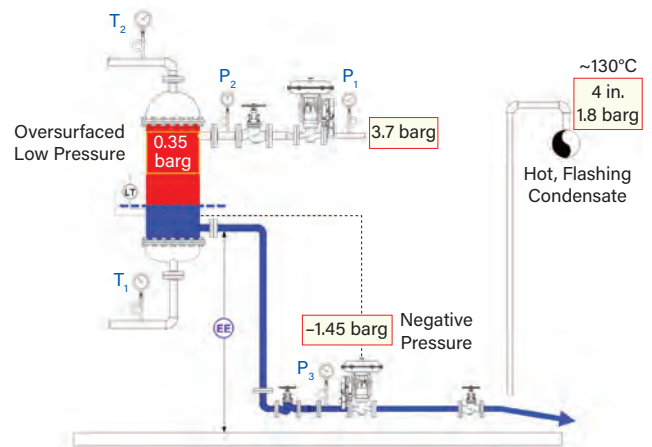 T2
P2
P1
~130°C
4 in.
1.8 barg
3.7 barg
Oversurfaced
Low Pressure
0.35
barg
Hot, Flashing
Condensate
LT
T1
EE
–1.45 barg
Negative
Pressure
P3